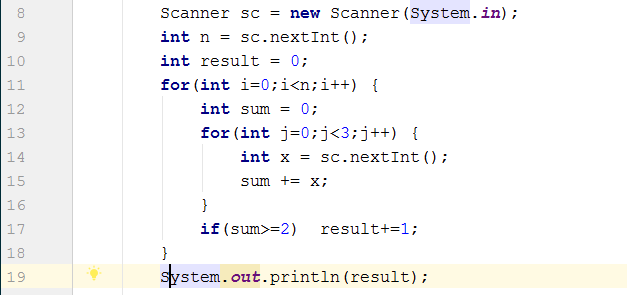 8 Scanner sc = new Scanner(System.in);
9 int n = sc.nextInt();
10 int result = 0;
11 for(int i=0;i<n;i++) {
12 int sum = 0;
13 for(int j=0;j<3;j++) {
14 int x = sc.nextInt();
15 sum += x;
16 }
17 if(sum>=2)  result+=1;
18 }
19 System.out.println(result);